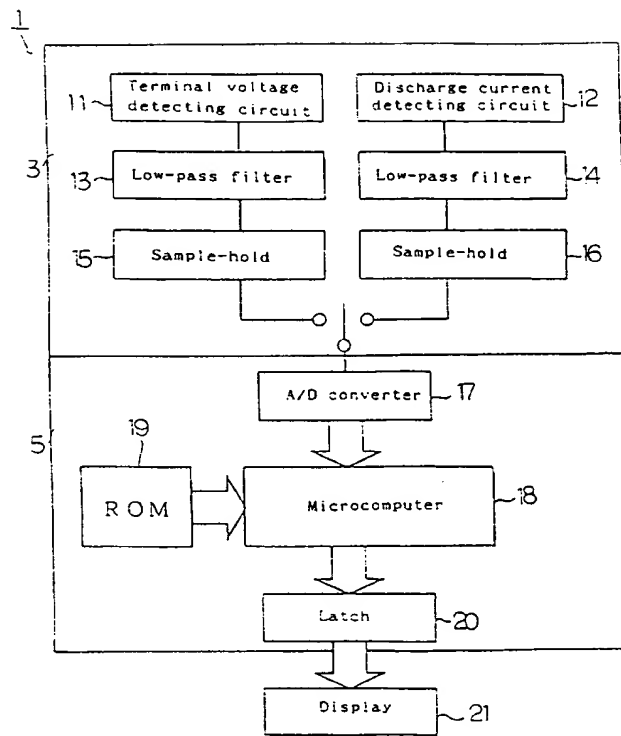 1
Terminal voltage
detecting circuit
11
Discharge current
detecting circuit
12
3
Low-pass filter
13
Low-pass filter
14
Sample-hold
15
Sample-hold
16
A/D converter
17
5
19
ROM
Microcomputer
18
Latch
20
Display
21